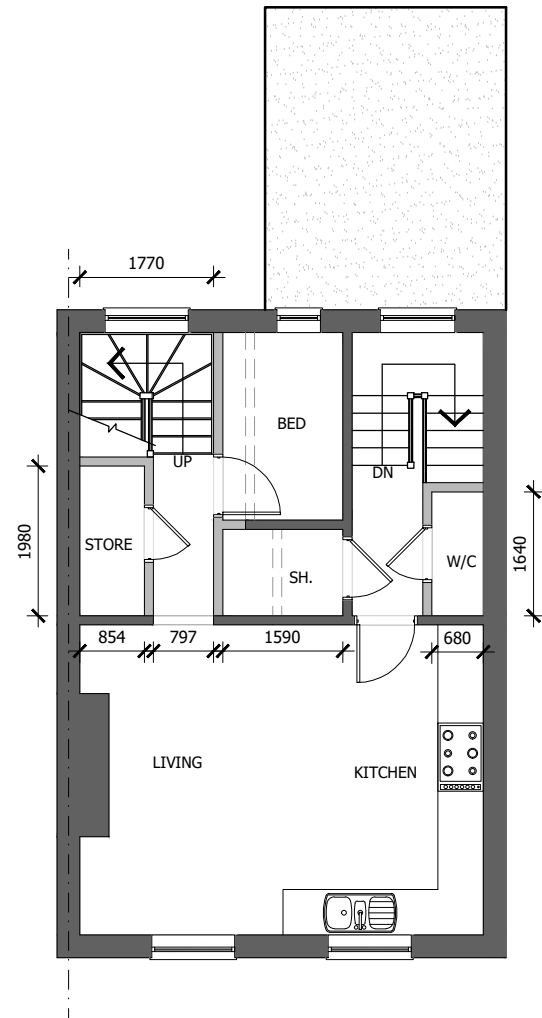 1770
BED
UP
DN
1980
STORE
W/C
1640
SH.
854
797
1590
680
LIVING
KITCHEN